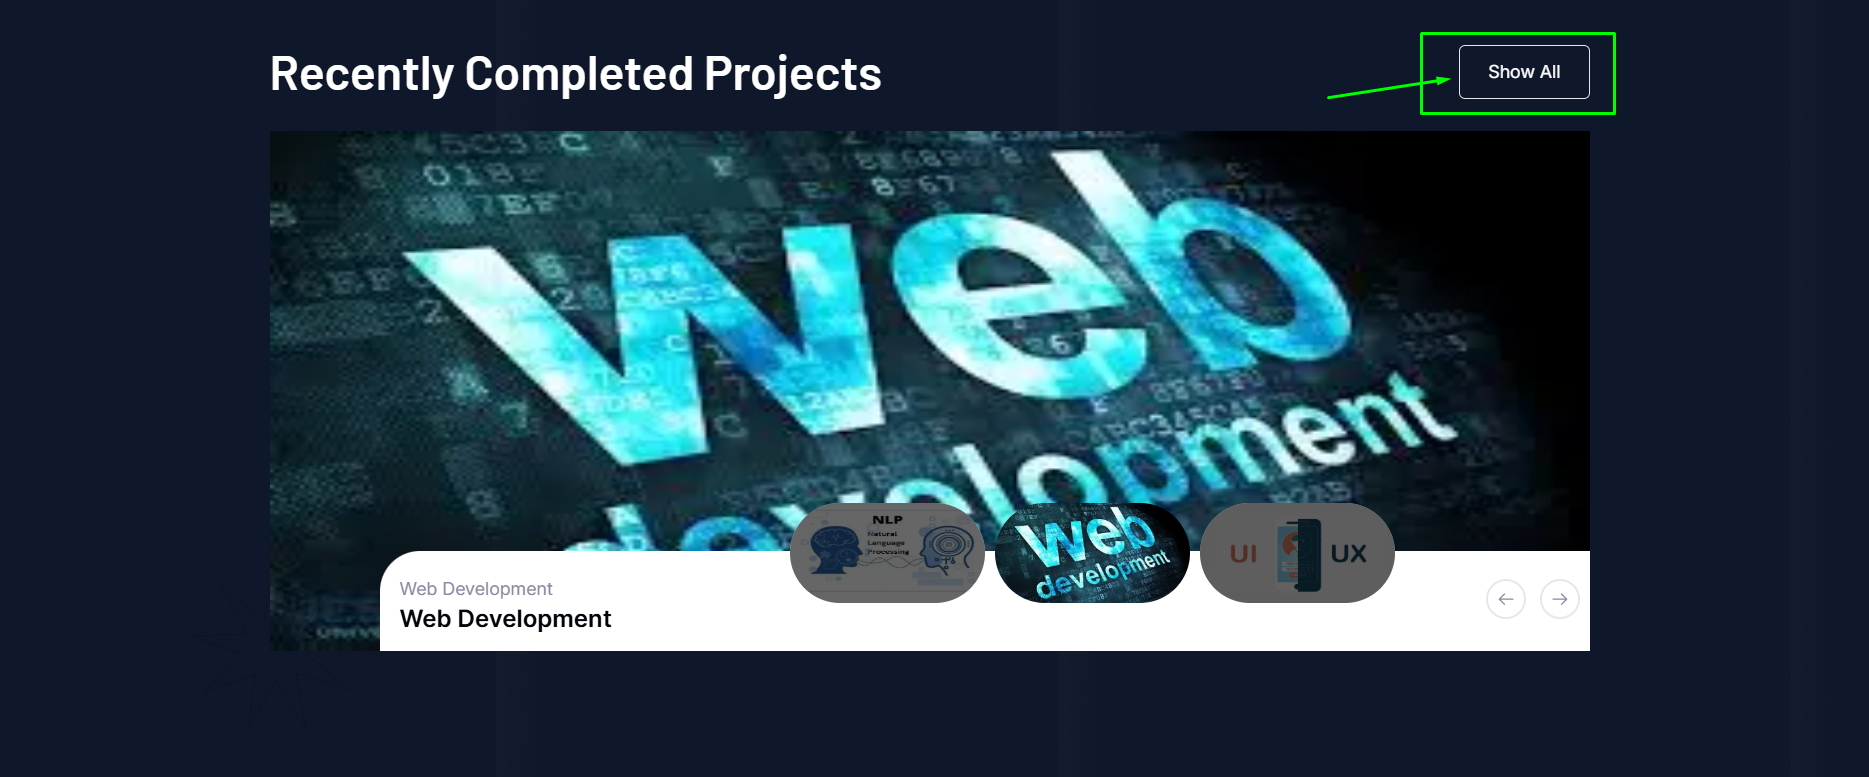 Recently Completed Projects
Show All
web
development
NLP
Natural
Language
Processing
web
development
UI UX
Web Development
Web Development